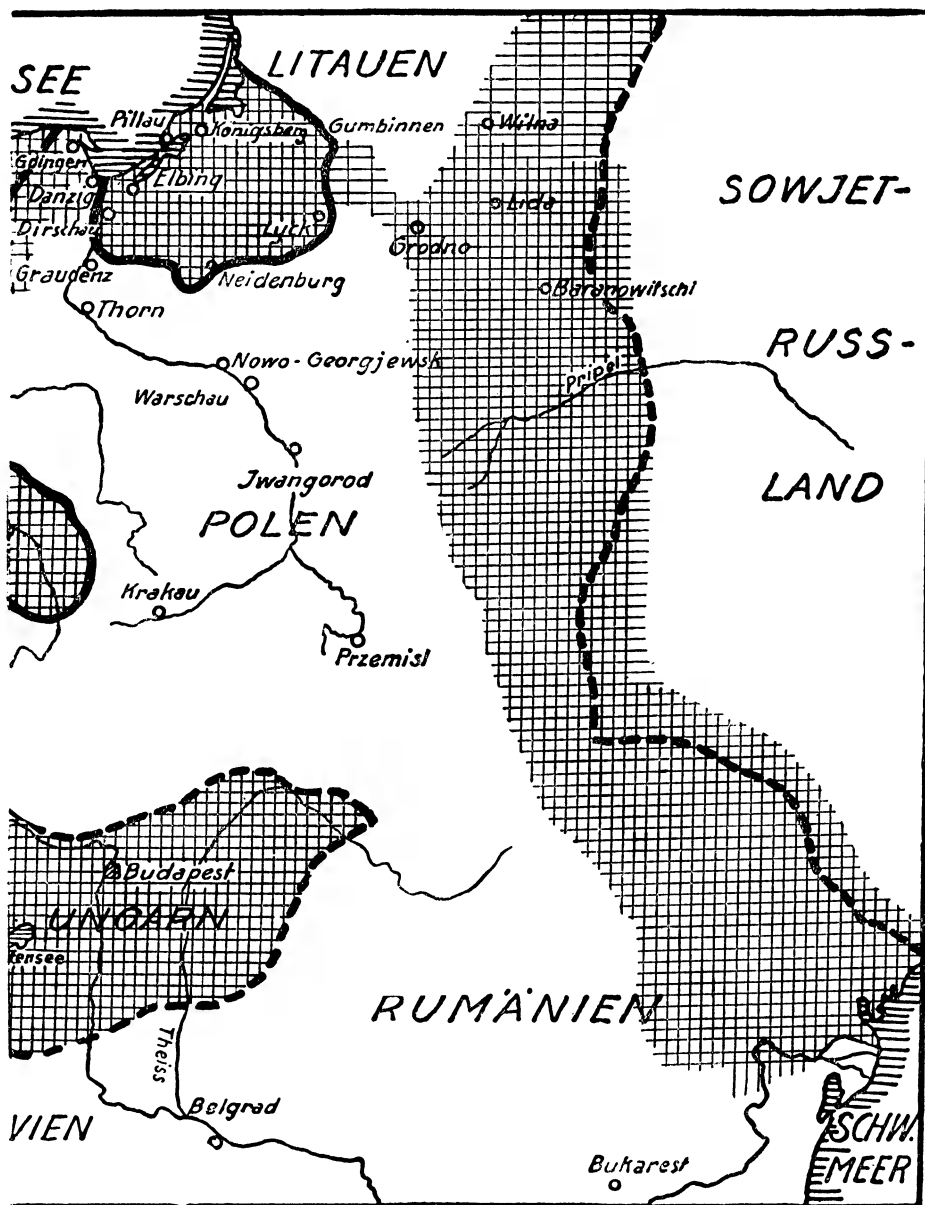 LITAUEN
SEE
Pillau
Königsberg
Gumbinnen
Wilna
Gdingen
Elbing
Danzig
SOWJET-
Lida
Dirschau
Lyck
Grodno
Graudenz
Neidenburg
Baranowitschi
Thorn
RUSS-
Nowo-Georgjewsk
Pripet
Warschau
Jwangorod
LAND
POLEN
Krakau
Przemisl
Budapest
UNGARN
tensee
RUMÄNIEN
Theiss
Belgrad
VIEN
SCHW.
MEER
Bukarest